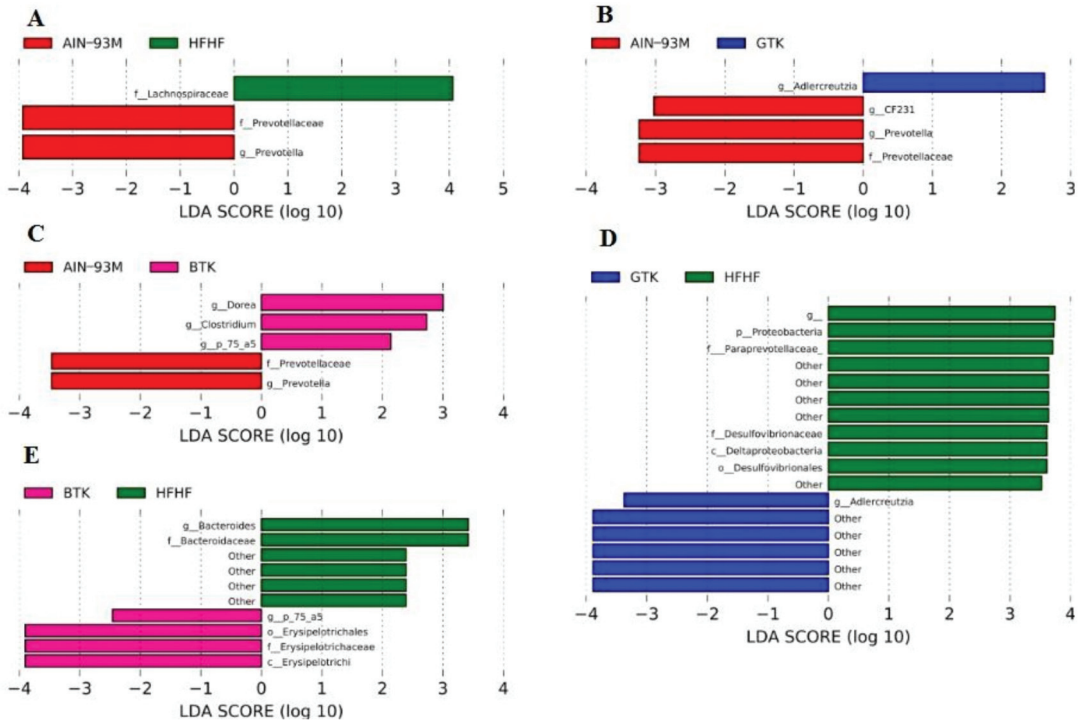 A
AIN–93M HFHF
f__Lachnospiraceae
f__Prevotellaceae
g__Prevotella
−4 −3 −2 −1 0 1 2 3 4 5
LDA SCORE (log 10)
B
AIN–93M GTK
g__Adlercreutzia
g__CF231
g__Prevotella
f__Prevotellaceae
−4 −3 −2 −1 0 1 2 3
LDA SCORE (log 10)
C
AIN–93M BTK
g__Dorea
g__Clostridium
g__p_75_a5
f__Prevotellaceae
g__Prevotella
−4 −3 −2 −1 0 1 2 3 4
LDA SCORE (log 10)
D
GTK HFHF
g__
p__Proteobacteria
f___Paraprevotellaceae_
Other
Other
Other
Other
f__Desulfovibrionaceae
c__Deltaproteobacteria
o__Desulfovibrionales
Other
g__Adlercreutzia
Other
Other
Other
Other
Other
−4 −3 −2 −1 0 1 2 3 4
LDA SCORE (log 10)
E
BTK HFHF
g__Bacteroides
f__Bacteroidaceae
Other
Other
Other
Other
g__p_75_a5
o__Erysipelotrichales
f__Erysipelotrichaceae
c__Erysipelotrichi
−4 −3 −2 −1 0 1 2 3 4
LDA SCORE (log 10)